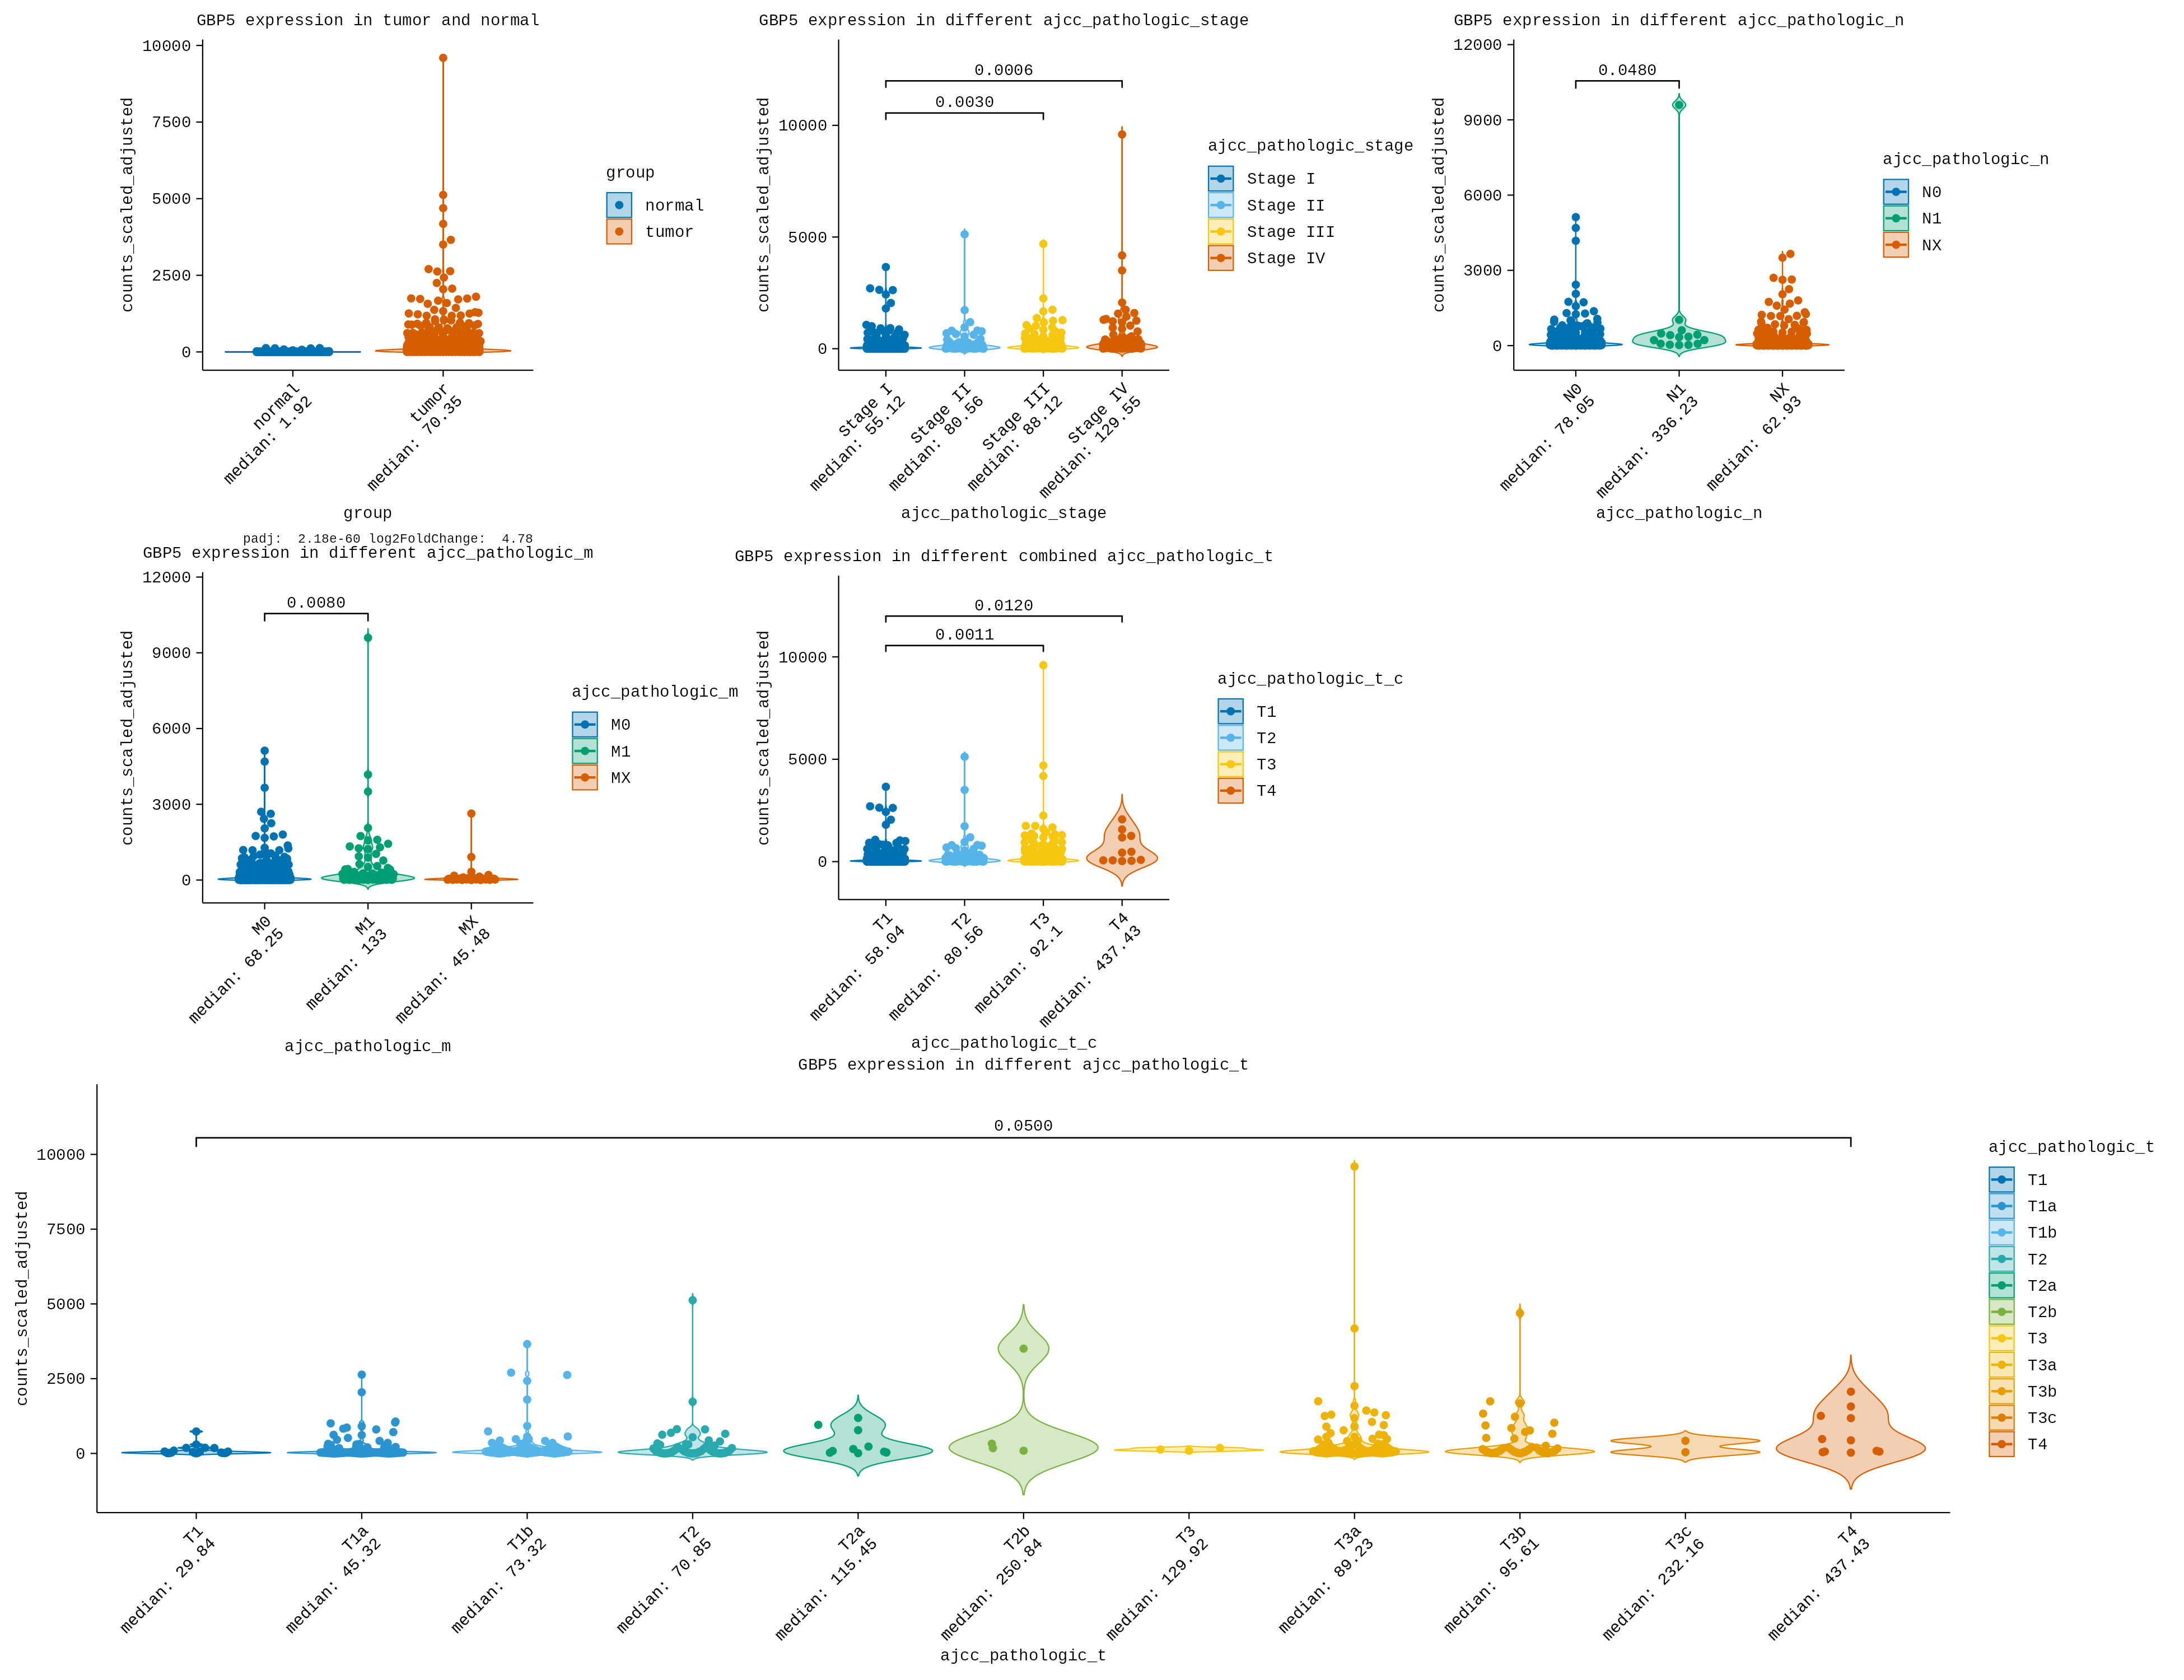 GBP5 expression in tumor and normal
counts_scaled_adjusted
10000
7500
5000
2500
0
normal
median: 1.92
tumor
median: 70.35
group
padj: 2.18e-60 log2FoldChange: 4.78
group
normal
tumor
GBP5 expression in different ajcc_pathologic_stage
counts_scaled_adjusted
10000
5000
0
0.0006
0.0030
Stage I
median: 55.12
Stage II
median: 80.56
Stage III
median: 88.12
Stage IV
median: 129.55
ajcc_pathologic_stage
ajcc_pathologic_stage
Stage I
Stage II
Stage III
Stage IV
GBP5 expression in different ajcc_pathologic_n
counts_scaled_adjusted
12000
9000
6000
3000
0
0.0480
N0
median: 78.05
N1
median: 336.23
NX
median: 62.93
ajcc_pathologic_n
ajcc_pathologic_n
N0
N1
NX
GBP5 expression in different ajcc_pathologic_m
counts_scaled_adjusted
12000
9000
6000
3000
0
0.0080
M0
median: 68.25
M1
median: 133
MX
median: 45.48
ajcc_pathologic_m
ajcc_pathologic_m
M0
M1
MX
GBP5 expression in different combined ajcc_pathologic_t
counts_scaled_adjusted
10000
5000
0
0.0120
0.0011
T1
median: 58.04
T2
median: 80.56
T3
median: 92.1
T4
median: 437.43
ajcc_pathologic_t_c
ajcc_pathologic_t_c
T1
T2
T3
T4
GBP5 expression in different ajcc_pathologic_t
counts_scaled_adjusted
10000
7500
5000
2500
0
0.0500
T1
median: 29.84
T1a
median: 45.32
T1b
median: 73.32
T2
median: 70.85
T2a
median: 115.45
T2b
median: 250.84
T3
median: 129.92
T3a
median: 89.23
T3b
median: 95.61
T3c
median: 232.16
T4
median: 437.43
ajcc_pathologic_t
ajcc_pathologic_t
T1
T1a
T1b
T2
T2a
T2b
T3
T3a
T3b
T3c
T4